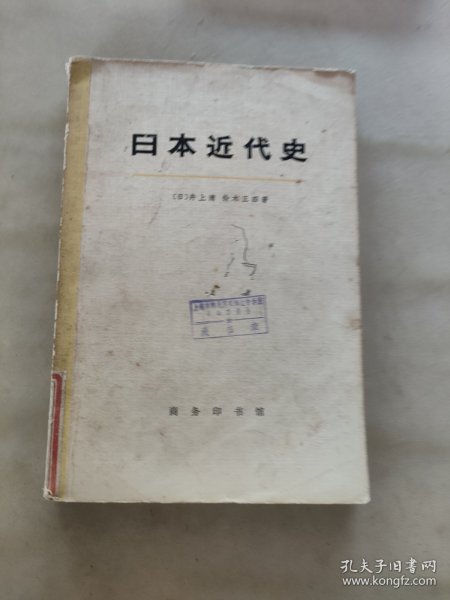 日本近代史
〔日〕井上清 铃木正四著
商务印书馆
孔夫子旧书网
www.kongfz.com